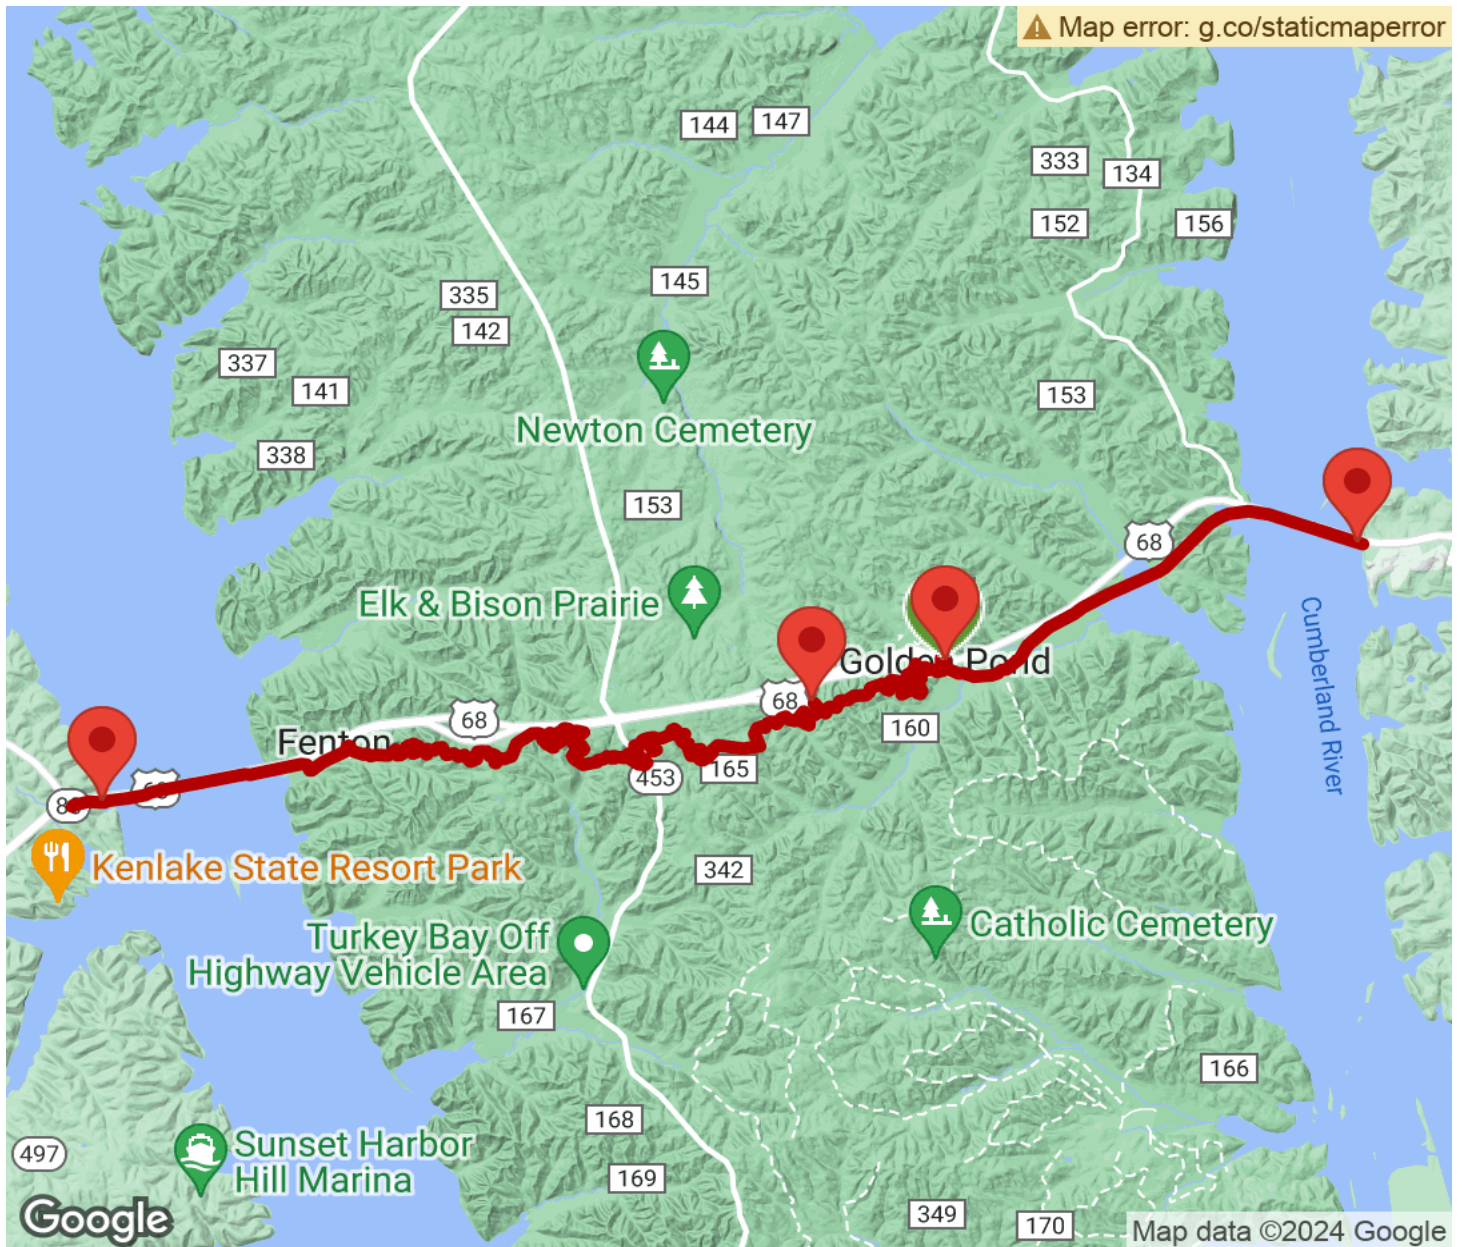 Map error: g.co/staticmaperror
144
147
333
134
152
156
145
335
142
337
141
153
338
Newton Cemetery
153
68
Elk & Bison Prairie
Cumberland River
Golden Pond
68
68
160
Fenton
165
453
68
Kenlake State Resort Park
342
Catholic Cemetery
Turkey Bay Off
Highway Vehicle Area
167
166
168
497
Sunset Harbor
Hill Marina
169
349
170
Google
Map data ©2024 Google